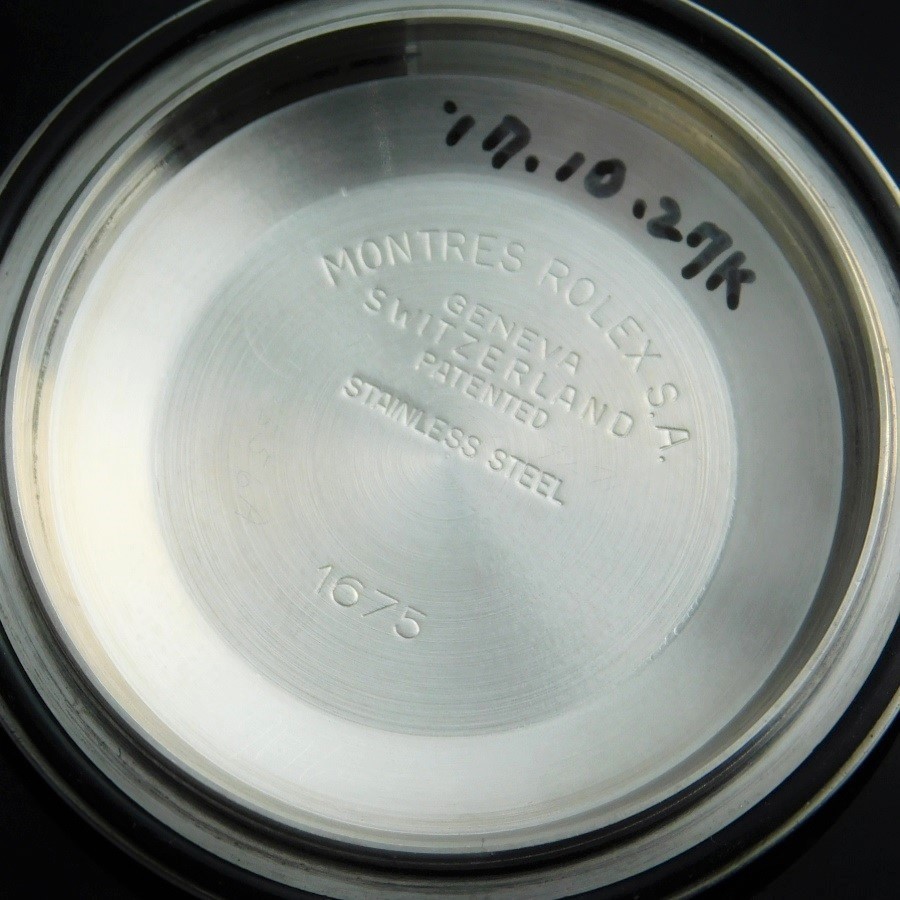 '17.10.27K
MONTRES ROLEX S.A.
GENEVA
SWITZERLAND
PATENTED
STAINLESS STEEL
1675